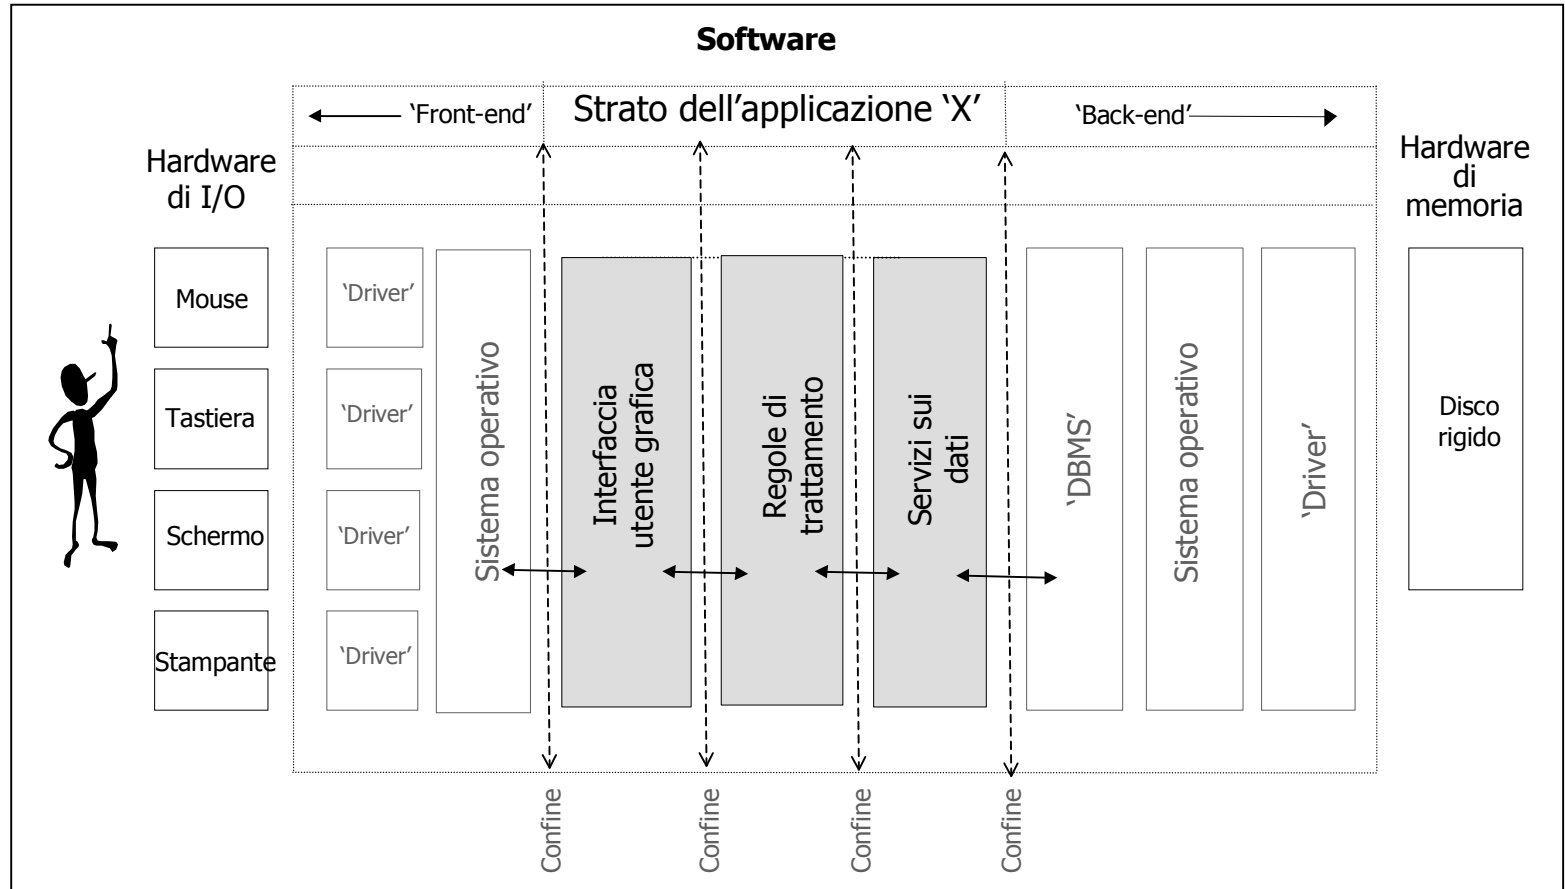 Software
‘Front-end’
Strato dell’applicazione ‘X’
‘Back-end’
Hardware
di I/O
Hardware
di
memoria
Mouse
Tastiera
Schermo
Stampante
‘Driver’
‘Driver’
‘Driver’
‘Driver’
Sistema operativo
Interfaccia
utente grafica
Regole di
trattamento
Servizi sui
dati
‘DBMS’
Sistema operativo
‘Driver’
Disco
rigido
Confine
Confine
Confine
Confine